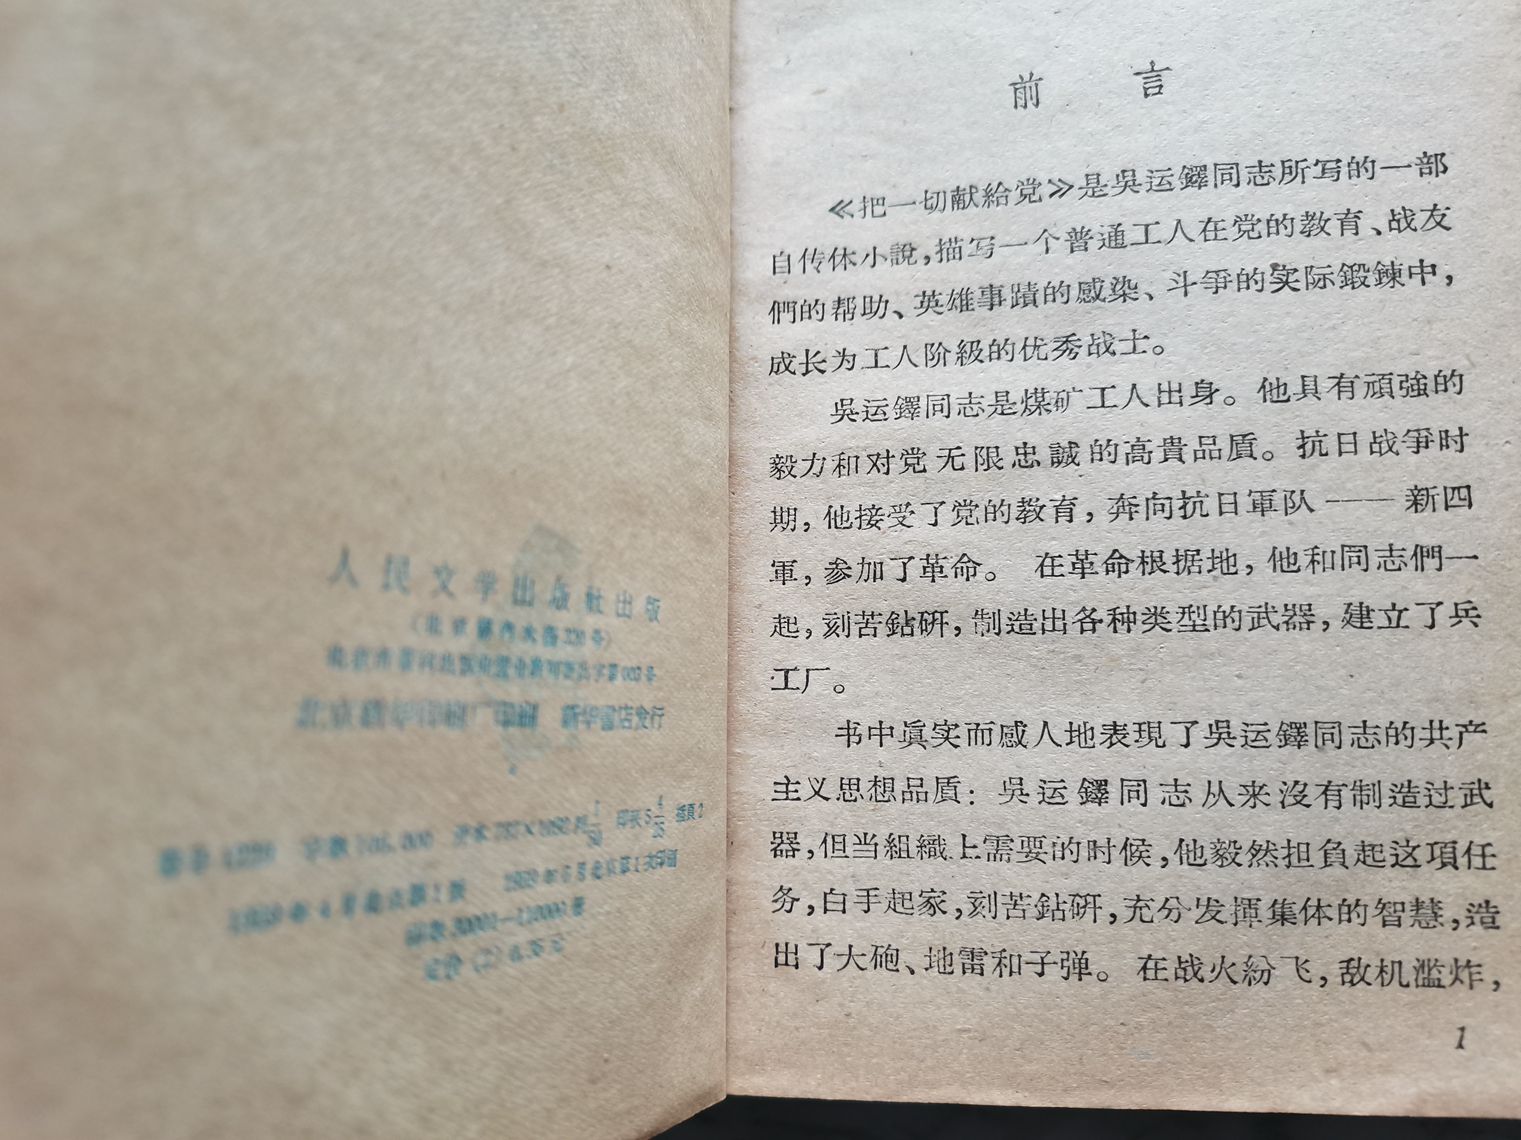 人民文学出版社出版
北京新华印刷厂印刷 新华書店发行
前言
≪把一切献給党≫是吳运鐸同志所写的一部
自传体小說,描写一个普通工人在党的教育、战友
們的帮助、英雄事蹟的感染、斗爭的实际鍛鍊中,
成长为工人阶級的优秀战士。
吳运鐸同志是煤矿工人出身。他具有頑強的
毅力和对党无限忠誠的高貴品质。抗日战爭时
期,他接受了党的教育,奔向抗日軍队——新四
軍,参加了革命。在革命根据地,他和同志們一
起,刻苦鉆研,制造出各种类型的武器,建立了兵
工厂。
书中眞实而感人地表現了吳运鐸同志的共产
主义思想品质:吳运鐸同志从来沒有制造过武
器,但当組織上需要的时候,他毅然担負起这項任
务,白手起家,刻苦鉆研,充分发揮集体的智慧,造
出了大砲、地雷和子弹。在战火紛飞,敌机滥炸,
1